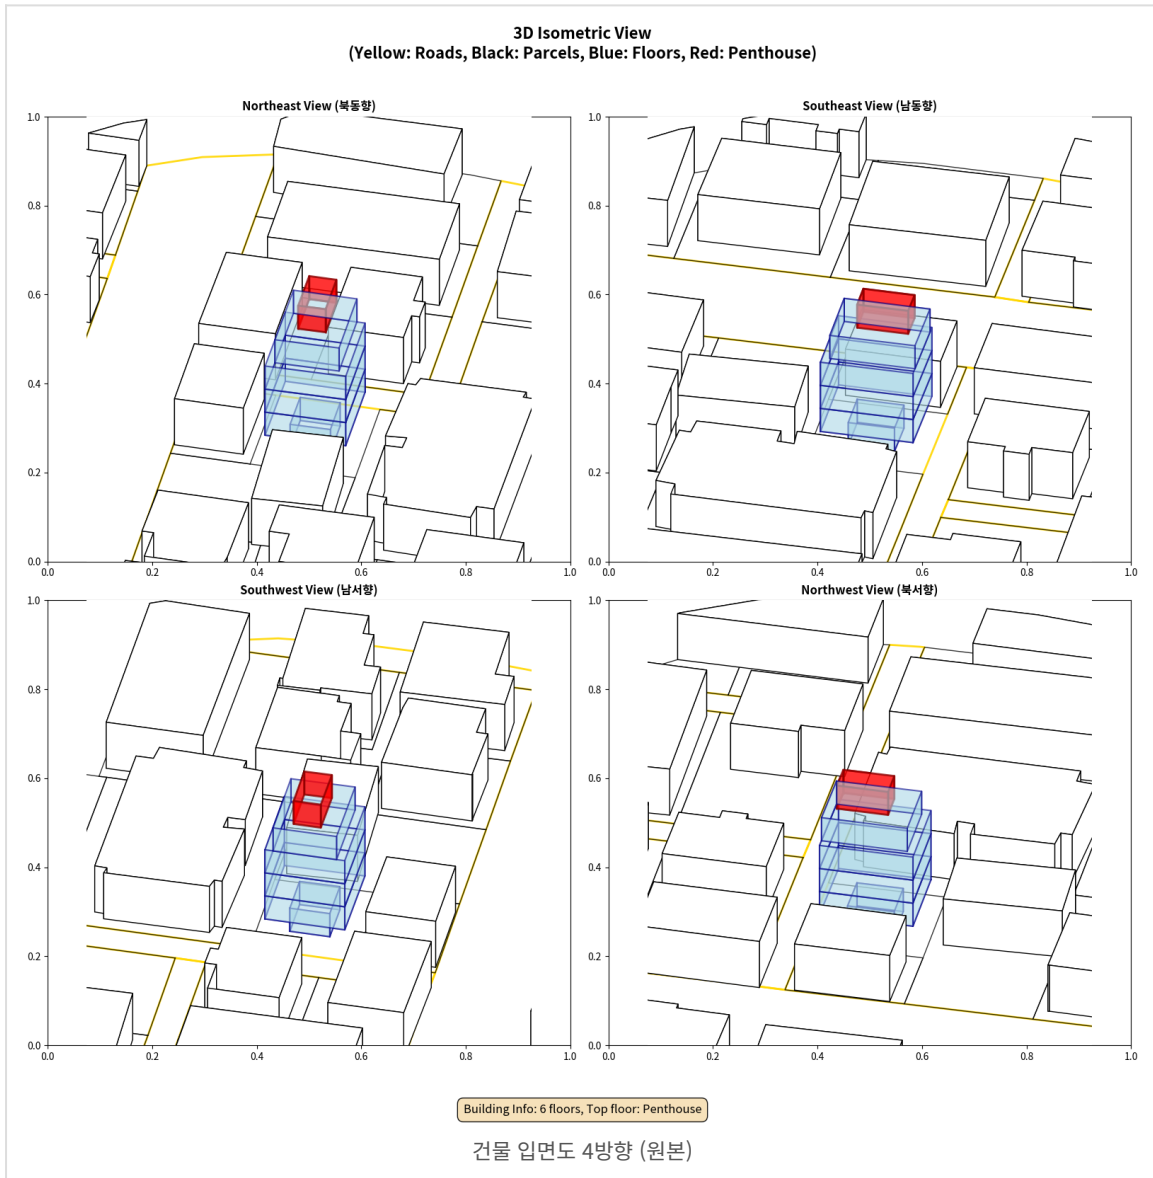 3D Isometric View
(Yellow: Roads, Black: Parcels, Blue: Floors, Red: Penthouse)
Northeast View (북동향)
1.0
0.8
0.6
0.4
0.2
0.0
0.0 0.2 0.4 0.6 0.8 1.0
Southeast View (남동향)
1.0
0.8
0.6
0.4
0.2
0.0
0.0 0.2 0.4 0.6 0.8 1.0
Southwest View (남서향)
1.0
0.8
0.6
0.4
0.2
0.0
0.0 0.2 0.4 0.6 0.8 1.0
Northwest View (북서향)
1.0
0.8
0.6
0.4
0.2
0.0
0.0 0.2 0.4 0.6 0.8 1.0
Building Info: 6 floors, Top floor: Penthouse
건물 입면도 4방향 (원본)